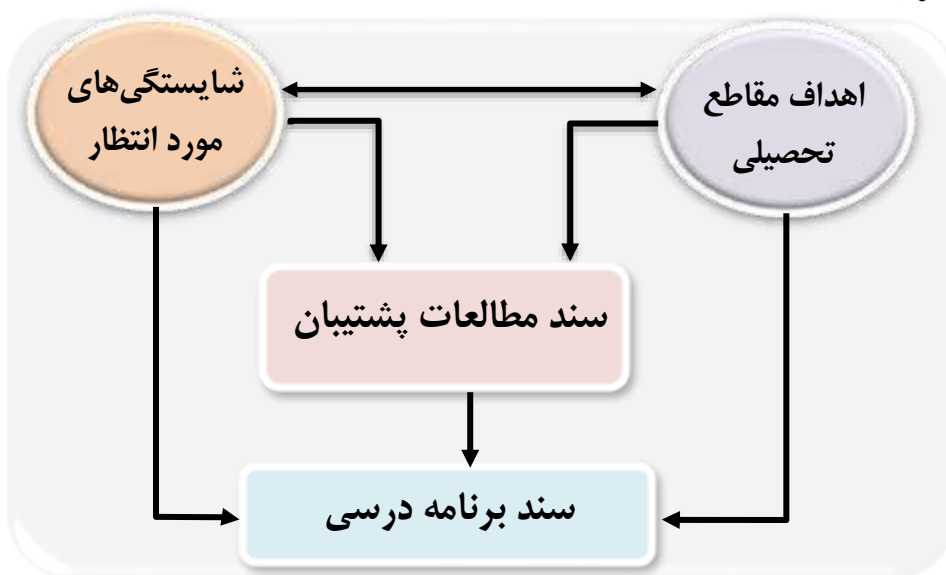 اهداف مقاطع
تحصیلی
شایستگی‌های
مورد انتظار
سند مطالعات پشتیبان
سند برنامه درسی